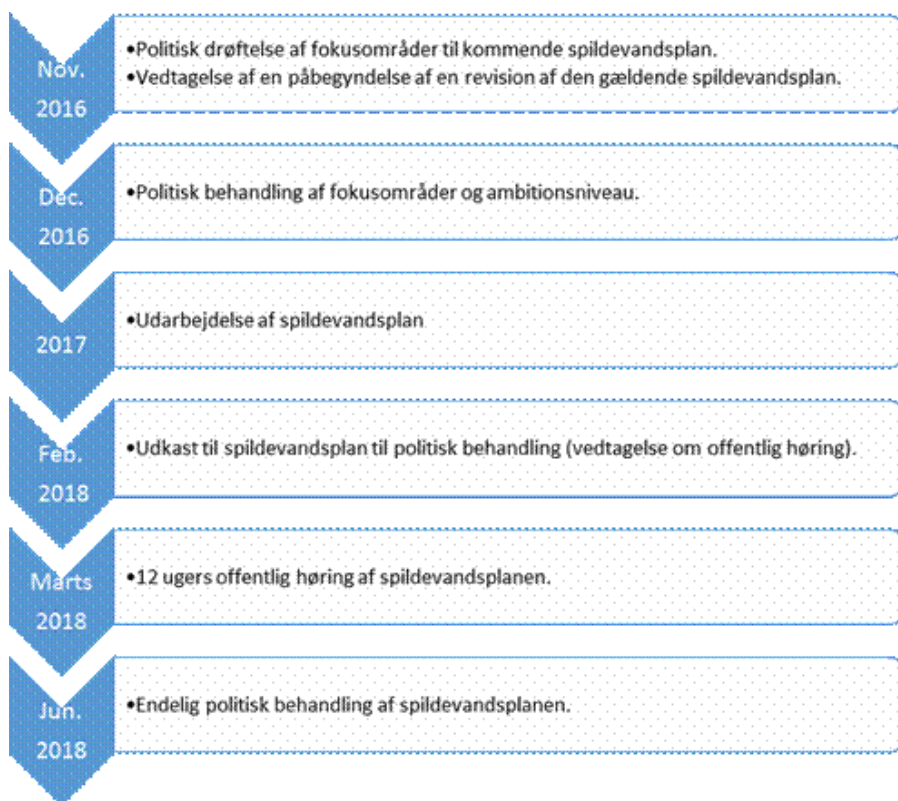 Nov.
2016
•Politisk drøftelse af fokusområder til kommende spildevandsplan.
•Vedtagelse af en påbegyndelse af en revision af den gældende spildevandsplan.
Dec.
2016
•Politisk behandling af fokusområder og ambitionsniveau.
2017
•Udarbejdelse af spildevandsplan
Feb.
2018
•Udkast til spildevandsplan til politisk behandling (vedtagelse om offentlig høring).
Marts
2018
•12 ugers offentlig høring af spildevandsplanen.
Jun.
2018
•Endelig politisk behandling af spildevandsplanen.